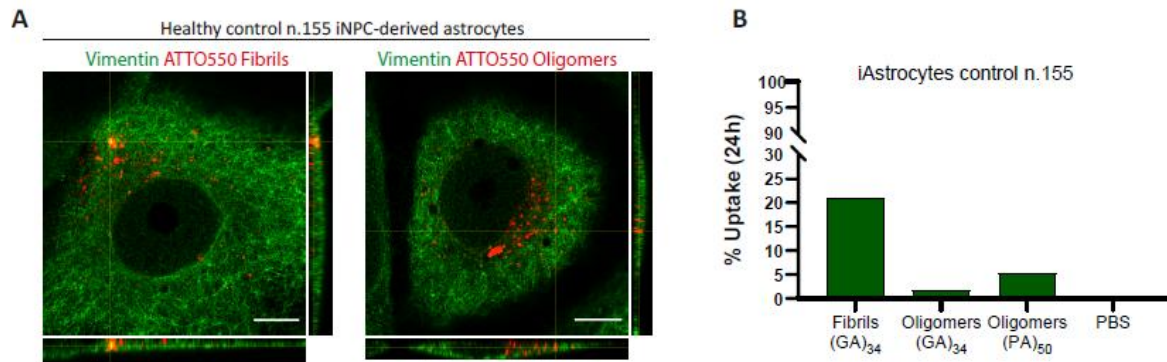 A
Healthy control n.155 iNPC-derived astrocytes
Vimentin ATTO550 Fibrils
Vimentin ATTO550 Oligomers
B
iAstrocytes control n.155
% Uptake (24h)
100
95
90
30
25
20
15
10
5
0
Fibrils
(GA)34
Oligomers
(GA)34
Oligomers
(PA)50
PBS